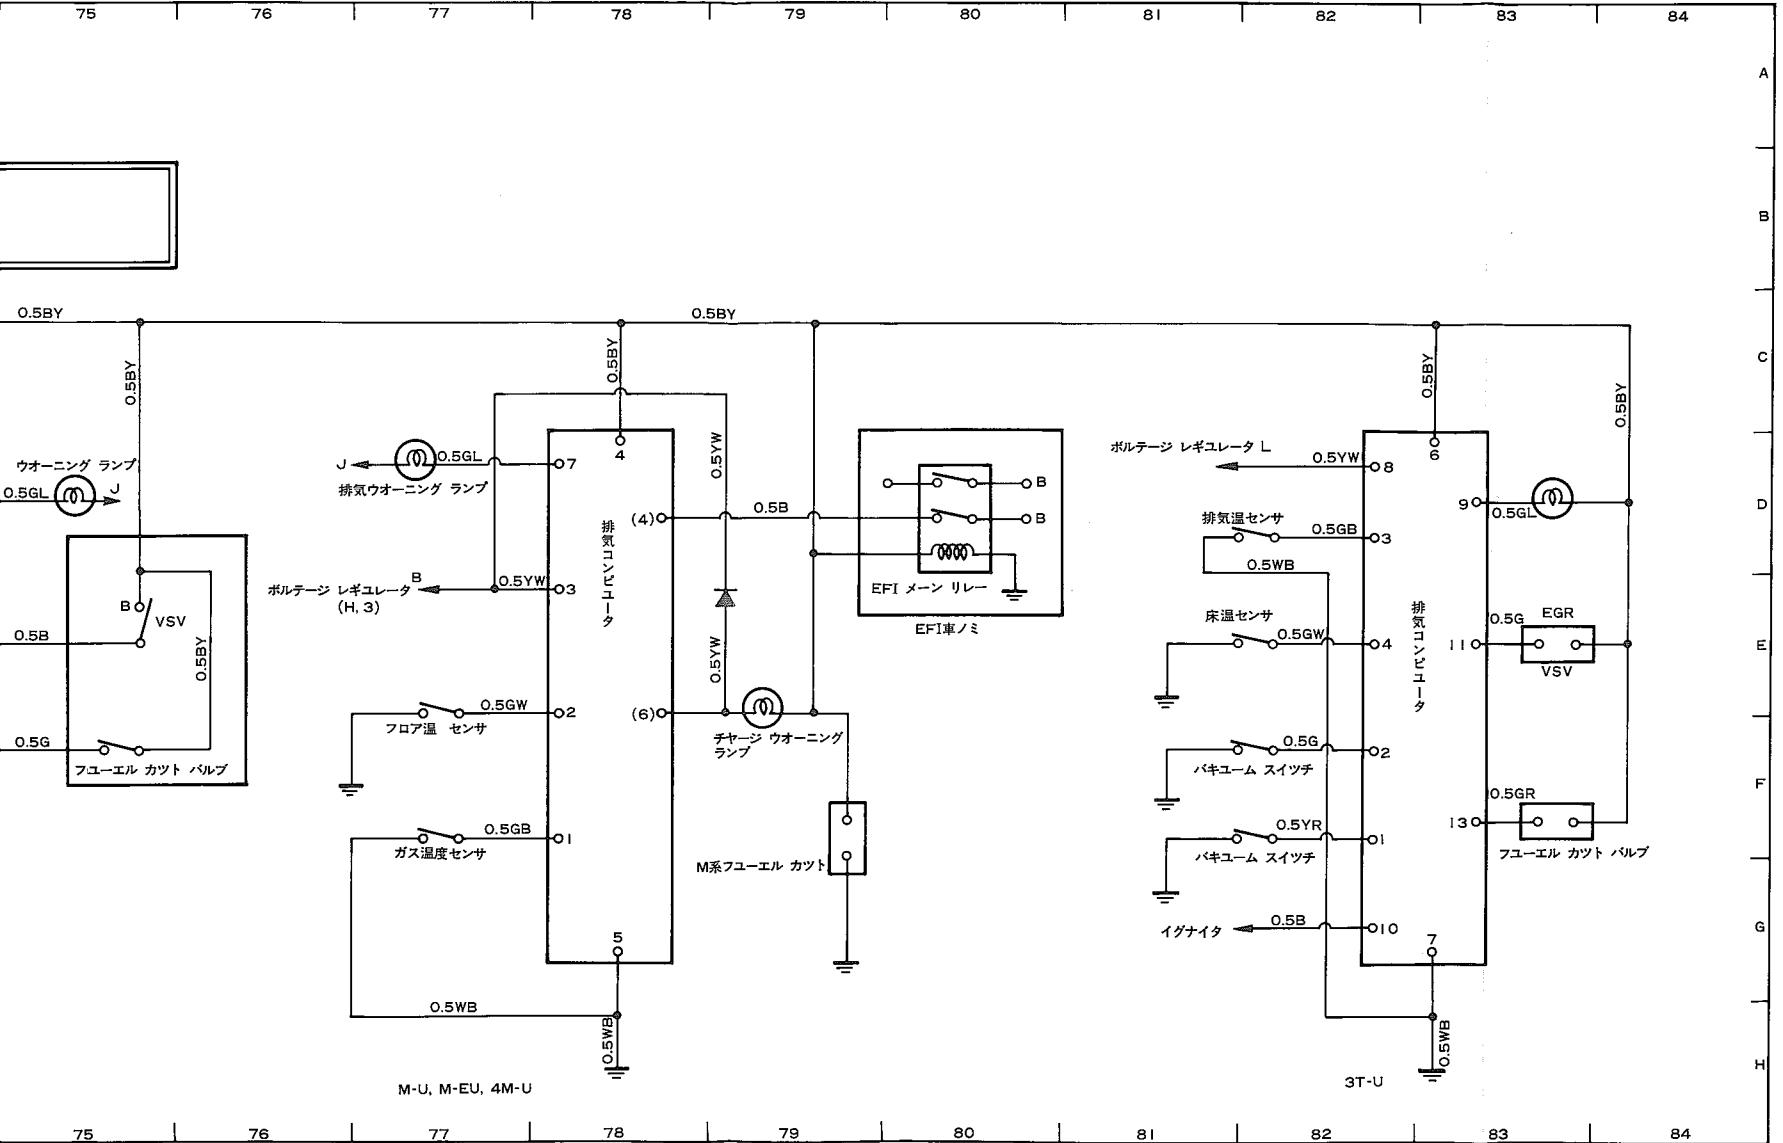 75 76 77 78 79 80 81 82 83 84
A
B
0.5BY
0.5BY
C
0.5BY
0.5BY
0.5BY
0.5BY
ウオーニング ランプ
0.5GL
J
J
0.5GL
排気ウオーニング ランプ
7
4
0.5YW
ボルテージ レギユレータ L
0.5YW
8
6
9
0.5GL
D
B
B
(4)
0.5B
排気コンピユータ
排気温センサ
0.5GB
3
0.5WB
ボルテージ レギユレータ B
(H, 3)
0.5YW
3
EFI メーン リレー
EFI車ノミ
B
VSV
0.5B
0.5BY
0.5YW
床温センサ
0.5GW
4
排気コンピユータ
11
0.5G
EGR
VSV
E
0.5GW
2
フロア温 センサ
(6)
チヤージ ウオーニング
ランプ
0.5G
フユーエル カツト バルブ
0.5G
2
バキユーム スイツチ
F
0.5GB
1
ガス温度センサ
M系フユーエル カツト
0.5YR
1
バキユーム スイツチ
13
0.5GR
フユーエル カツト バルブ
5
イグナイタ
0.5B
10
7
G
0.5WB
0.5WB
0.5WB
H
M-U, M-EU, 4M-U
3T-U
75 76 77 78 79 80 81 82 83 84